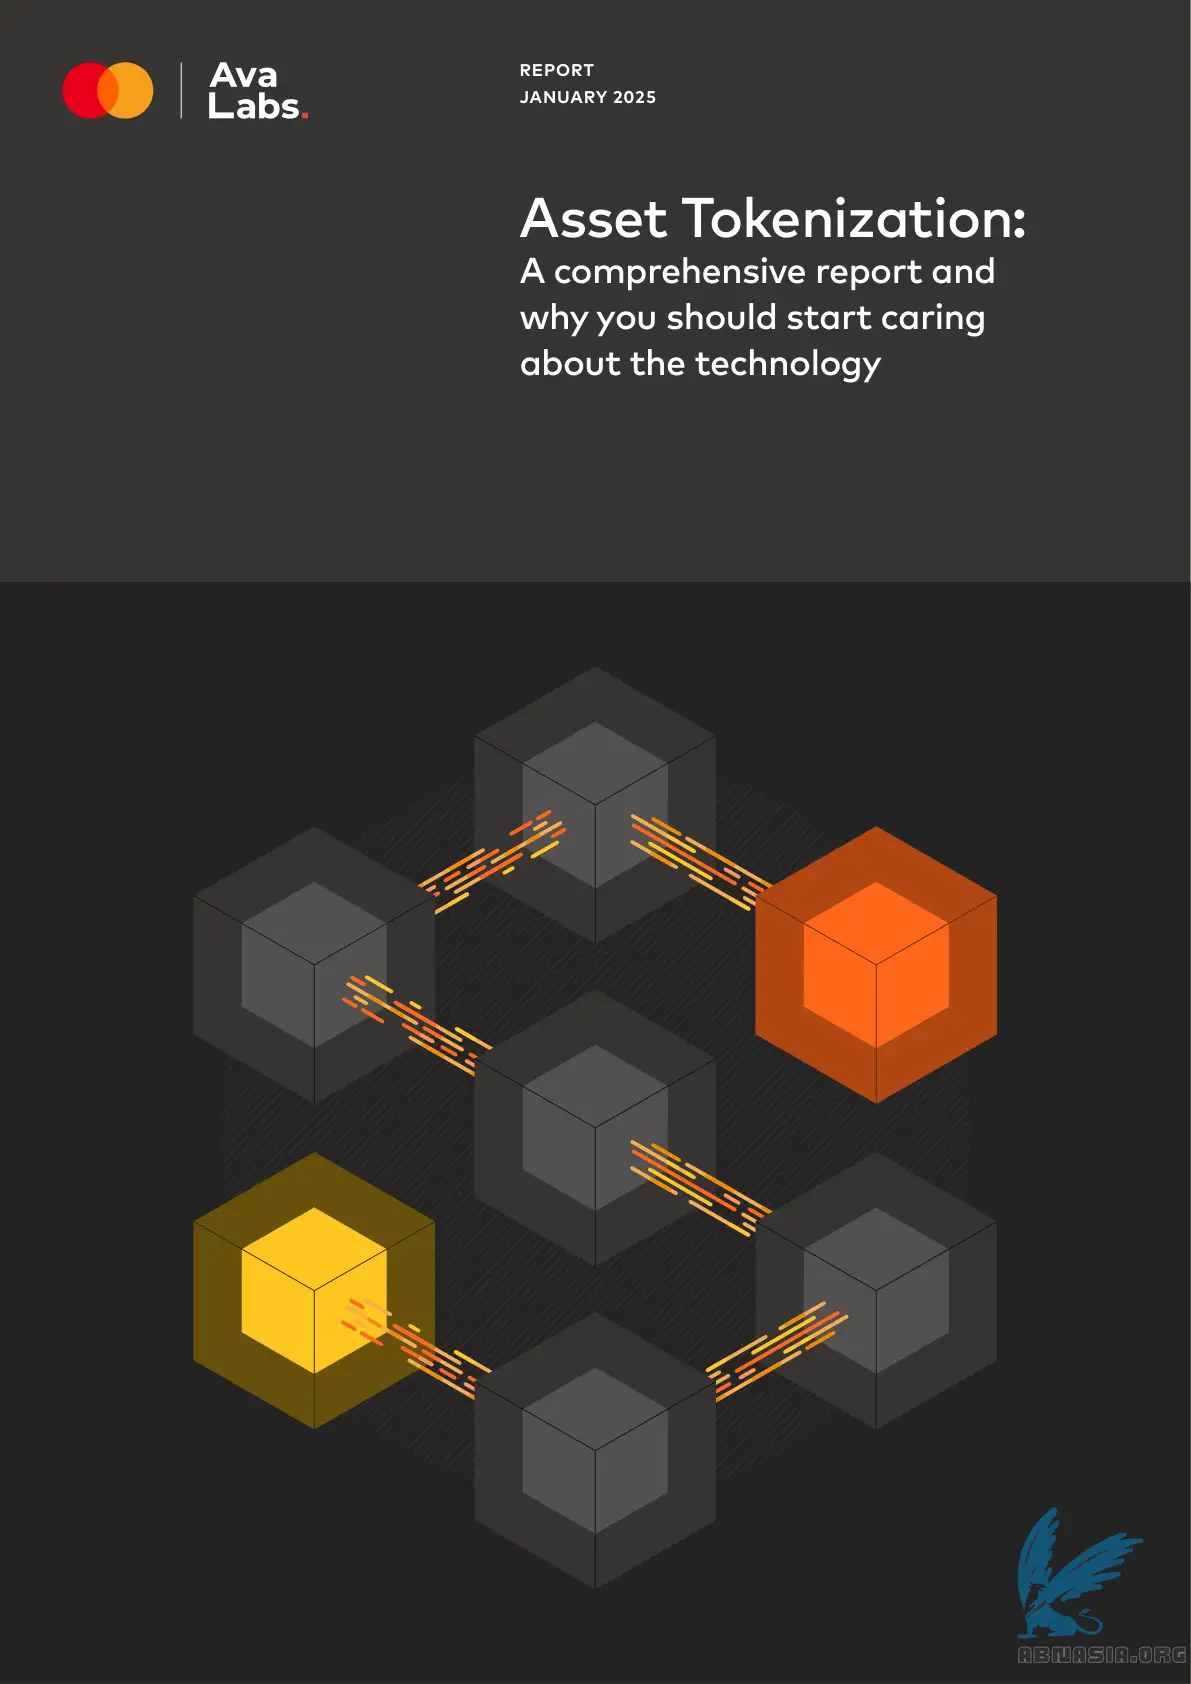 Ava
Labs.
REPORT
JANUARY 2025
Asset Tokenization:
A comprehensive report and
why you should start caring
about the technology
ABNASIA.ORG